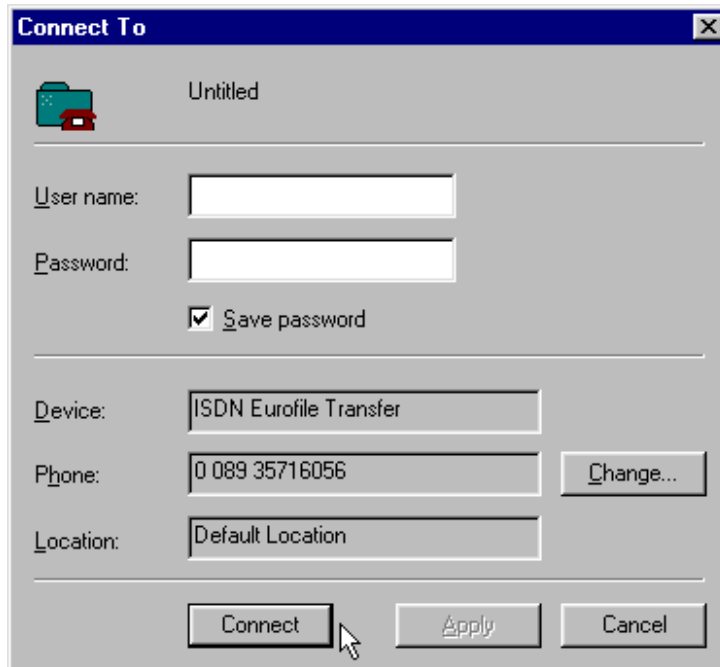 Connect To
Untitled
User name:
Password:
Save password
Device: ISDN Eurofile Transfer
Phone: 0 089 35716056 Change...
Location: Default Location
Connect Apply Cancel